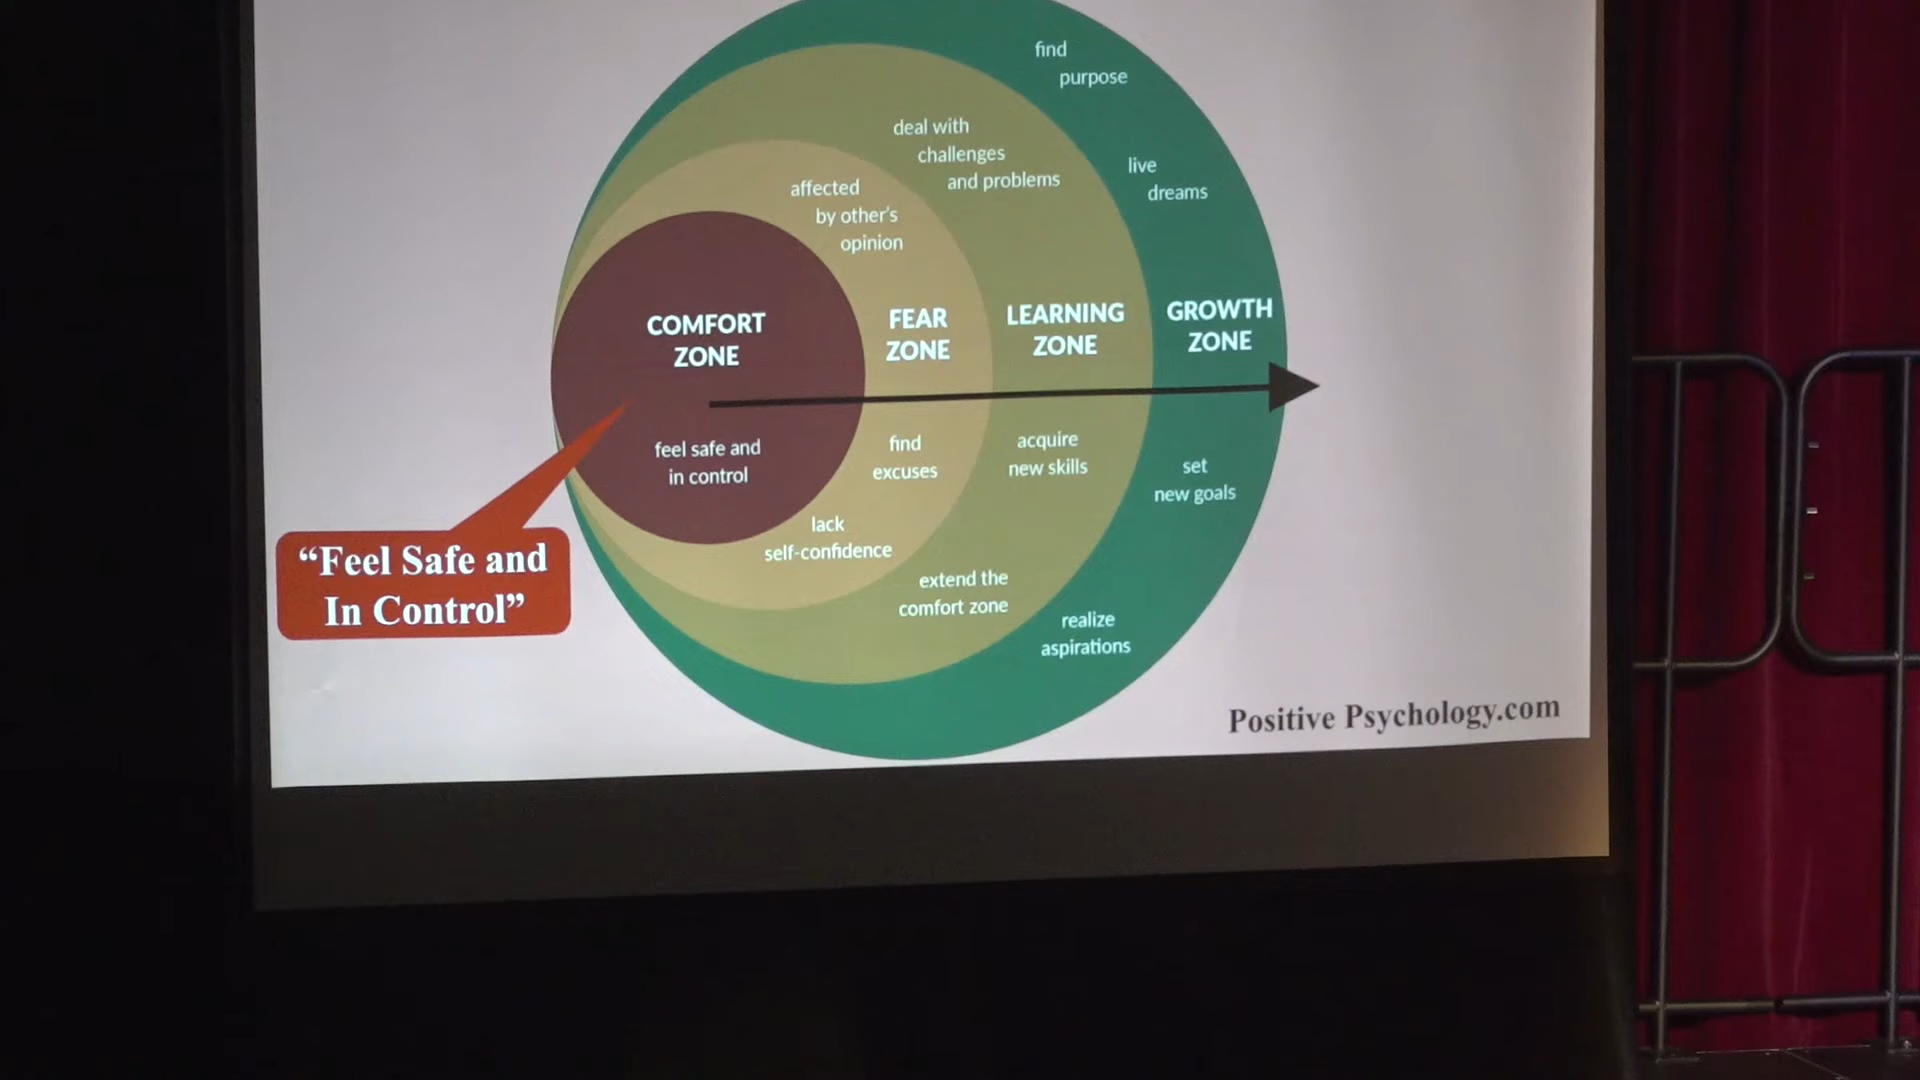 find
purpose
deal with
challenges
and problems
live
dreams
affected
by other's
opinion
COMFORT
ZONE
FEAR
ZONE
LEARNING
ZONE
GROWTH
ZONE
feel safe and
in control
find
excuses
acquire
new skills
set
new goals
lack
self-confidence
extend the
comfort zone
realize
aspirations
“Feel Safe and
In Control”
Positive Psychology.com